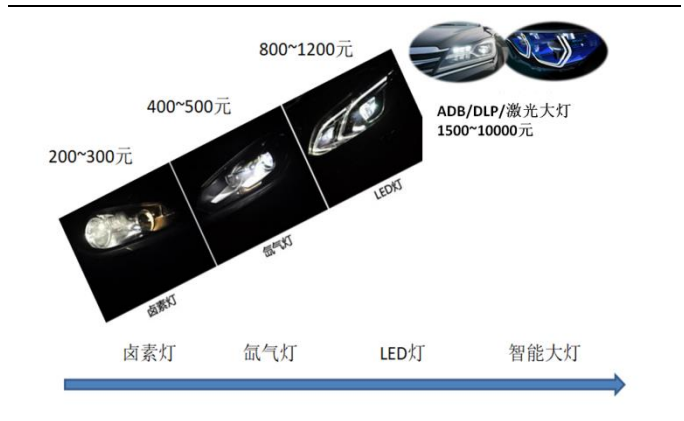 800~1200元
400~500元
200~300元
ADB/DLP/激光大灯
1500~10000元
LED灯
氙气灯
卤素灯
卤素灯
氙气灯
LED灯
智能大灯